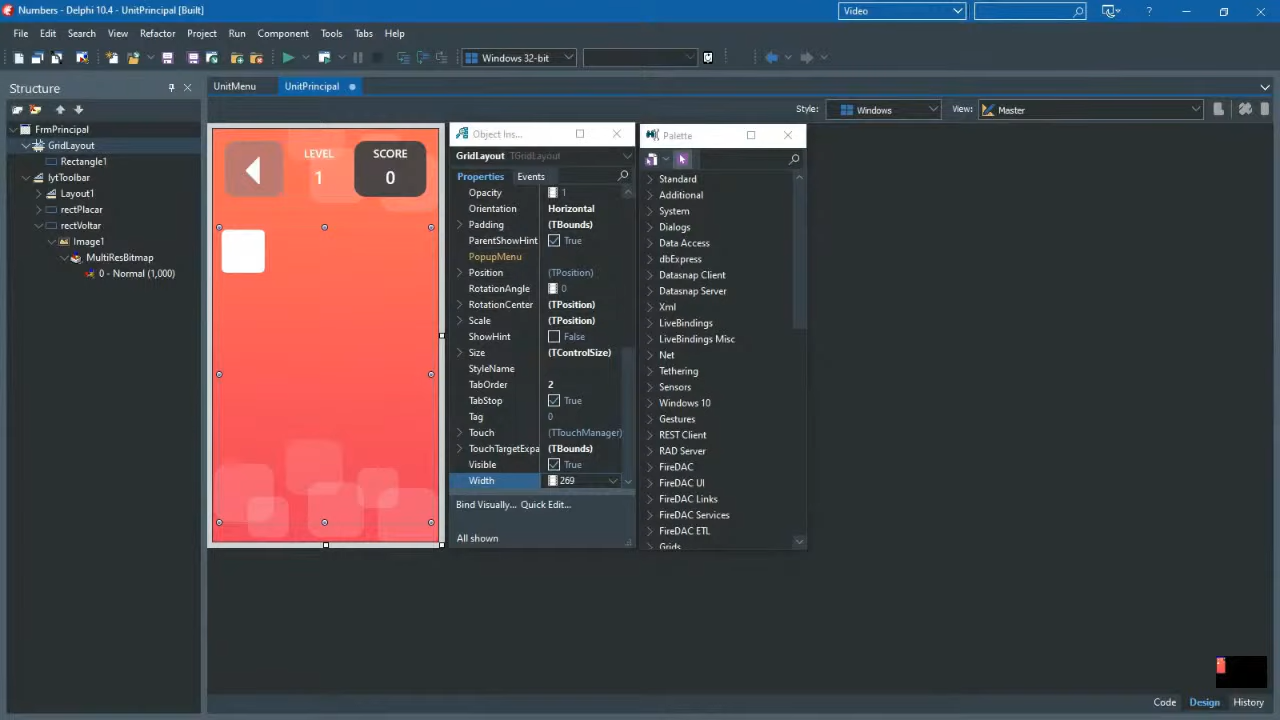 Numbers - Delphi 10.4 - UnitPrincipal [Built]
Video
?
File Edit Search View Refactor Project Run Component Tools Tabs Help
Windows 32-bit
Structure
UnitMenu UnitPrincipal
Style: Windows View: Master
FrmPrincipal
GridLayout
Rectangle1
lytToolbar
Layout1
rectPlacar
rectVoltar
Image1
MultiResBitmap
0 - Normal (1,000)
LEVEL
1
SCORE
0
Object Ins...
GridLayout TGridLayout
Properties Events
Opacity 1
Orientation Horizontal
Padding (TBounds)
ParentShowHint True
PopupMenu
Position (TPosition)
RotationAngle 0
RotationCenter (TPosition)
Scale (TPosition)
ShowHint False
Size (TControlSize)
StyleName
TabOrder 2
TabStop True
Tag 0
Touch (TTouchManager)
TouchTargetExpa (TBounds)
Visible True
Width 269
Bind Visually... Quick Edit...
All shown
Palette
Standard
Additional
System
Dialogs
Data Access
dbExpress
Datasnap Client
Datasnap Server
Xml
LiveBindings
LiveBindings Misc
Net
Tethering
Sensors
Windows 10
Gestures
REST Client
RAD Server
FireDAC
FireDAC UI
FireDAC Links
FireDAC Services
FireDAC ETL
Grids
Code Design History